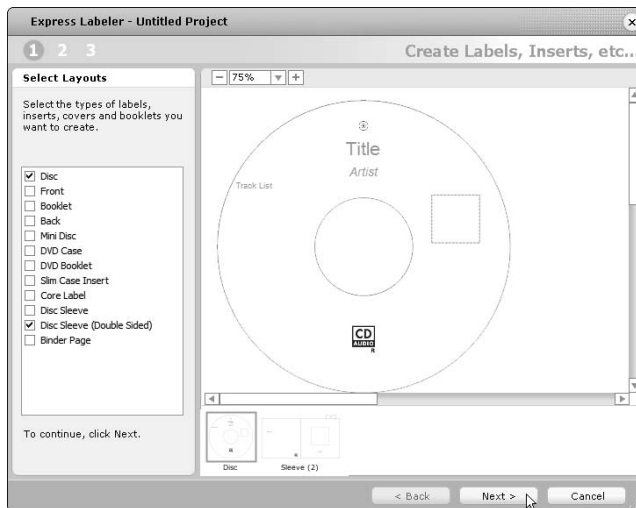 Express Labeler - Untitled Project
1 2 3
Create Labels, Inserts, etc...
Select Layouts
Select the types of labels,
inserts, covers and booklets you
want to create.
Disc
Front
Booklet
Back
Mini Disc
DVD Case
DVD Booklet
Slim Case Insert
Core Label
Disc Sleeve
Disc Sleeve (Double Sided)
Binder Page
To continue, click Next.
75%
Title
Artist
Track List
CD
AUDIO
R
Disc
Sleeve (2)
< Back
Next >
Cancel